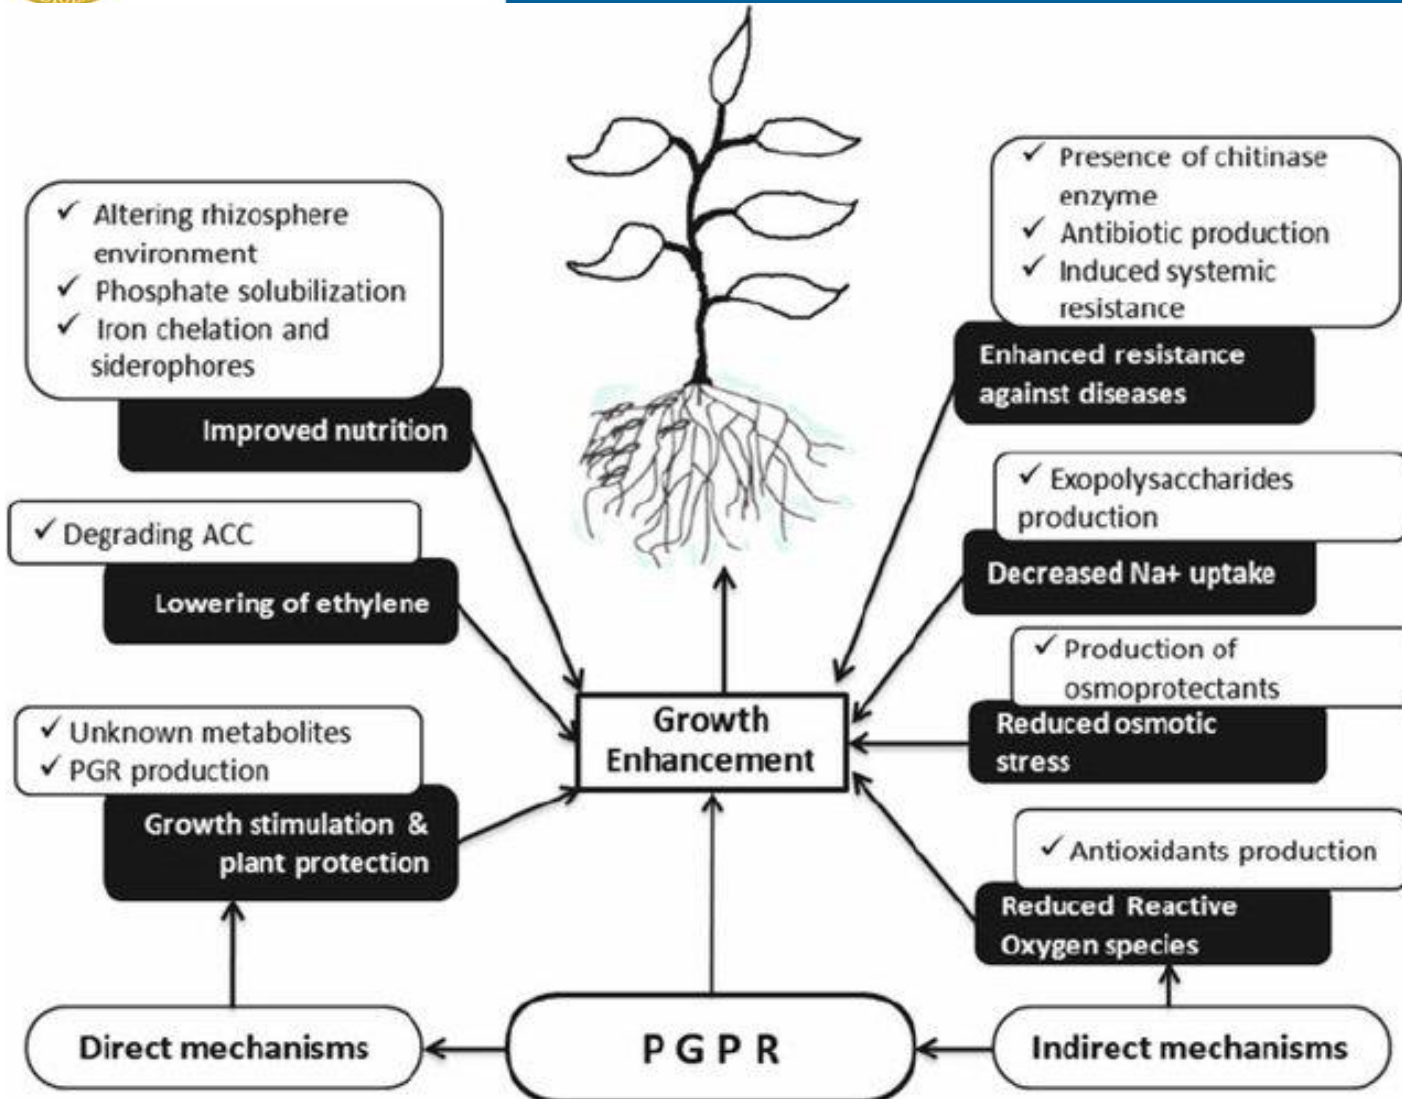 ✓ Altering rhizosphere
environment
✓ Phosphate solubilization
✓ Iron chelation and
siderophores
Improved nutrition
✓ Degrading ACC
Lowering of ethylene
✓ Unknown metabolites
✓ PGR production
Growth stimulation &
plant protection
Direct mechanisms
✓ Presence of chitinase
enzyme
✓ Antibiotic production
✓ Induced systemic
resistance
Enhanced resistance
against diseases
✓ Exopolysaccharides
production
Decreased Na+ uptake
✓ Production of
osmoprotectants
Reduced osmotic
stress
✓ Antioxidants production
Reduced Reactive
Oxygen species
Indirect mechanisms
Growth
Enhancement
P G P R